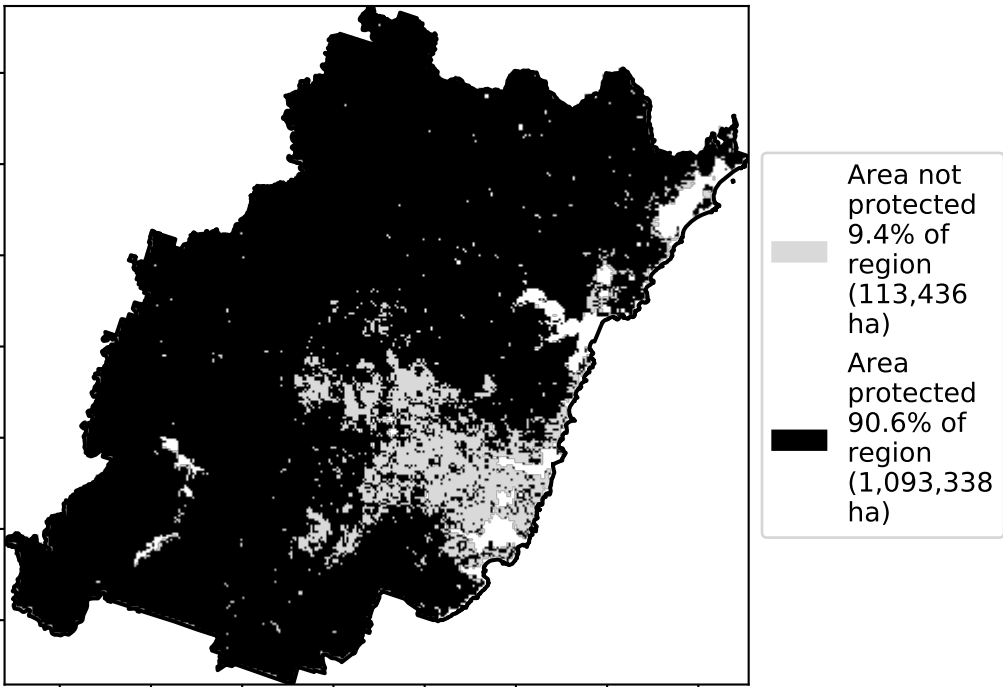 Area not
protected
9.4% of
region
(113,436
ha)
Area
protected
90.6% of
region
(1,093,338
ha)